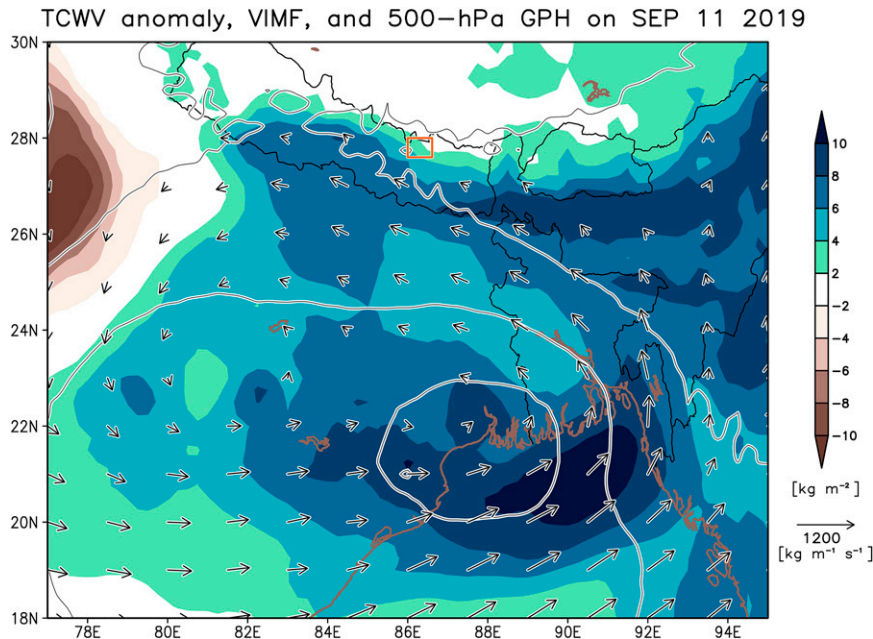 TCWV anomaly, VIMF, and 500-hPa GPH on SEP 11 2019
30N
28N
26N
24N
22N
20N
18N
78E 80E 82E 84E 86E 88E 90E 92E 94E
10
8
6
4
2
-2
-4
-6
-8
-10
[kg m⁻²]
1200
[kg m⁻¹ s⁻¹]